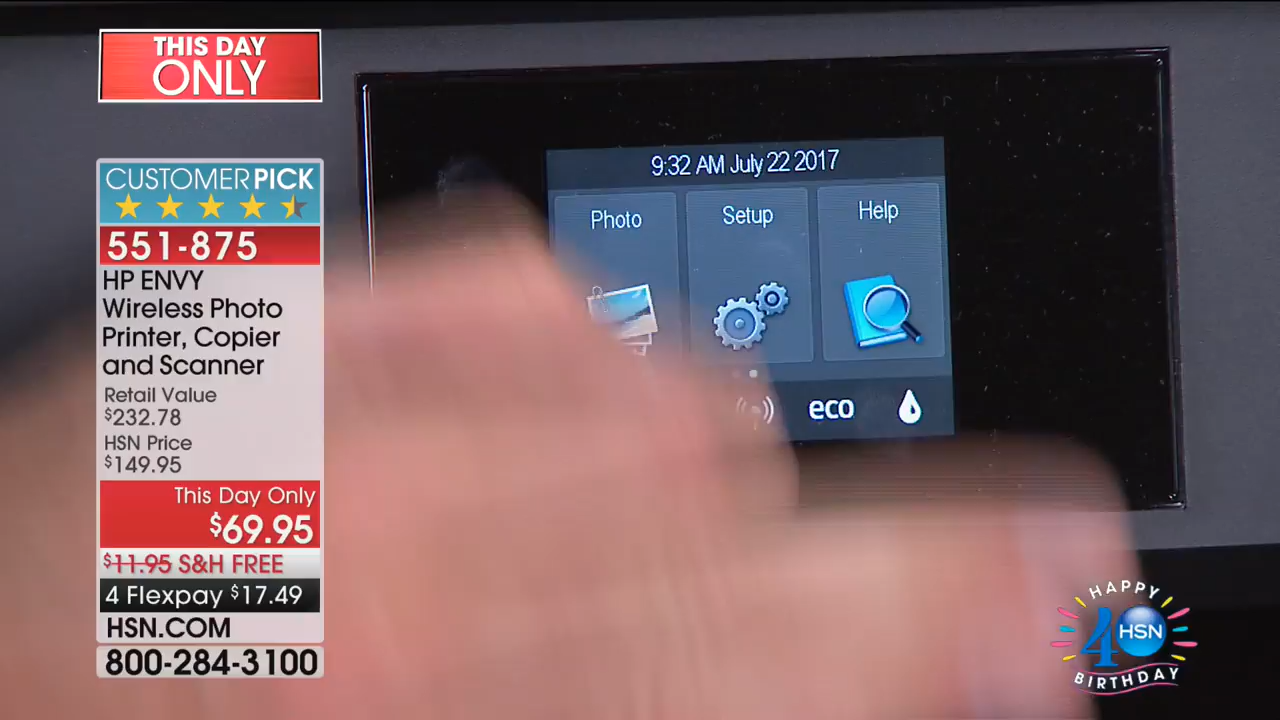 THIS DAY
ONLY
CUSTOMER PICK
551-875
HP ENVY
Wireless Photo
Printer, Copier
and Scanner
Retail Value
$232.78
HSN Price
$149.95
This Day Only
$69.95
$11.95 S&H FREE
4 Flexpay $17.49
HSN.COM
800-284-3100
9:32 AM July 22 2017
Photo
Setup
Help
eco
HAPPY
40 HSN
BIRTHDAY